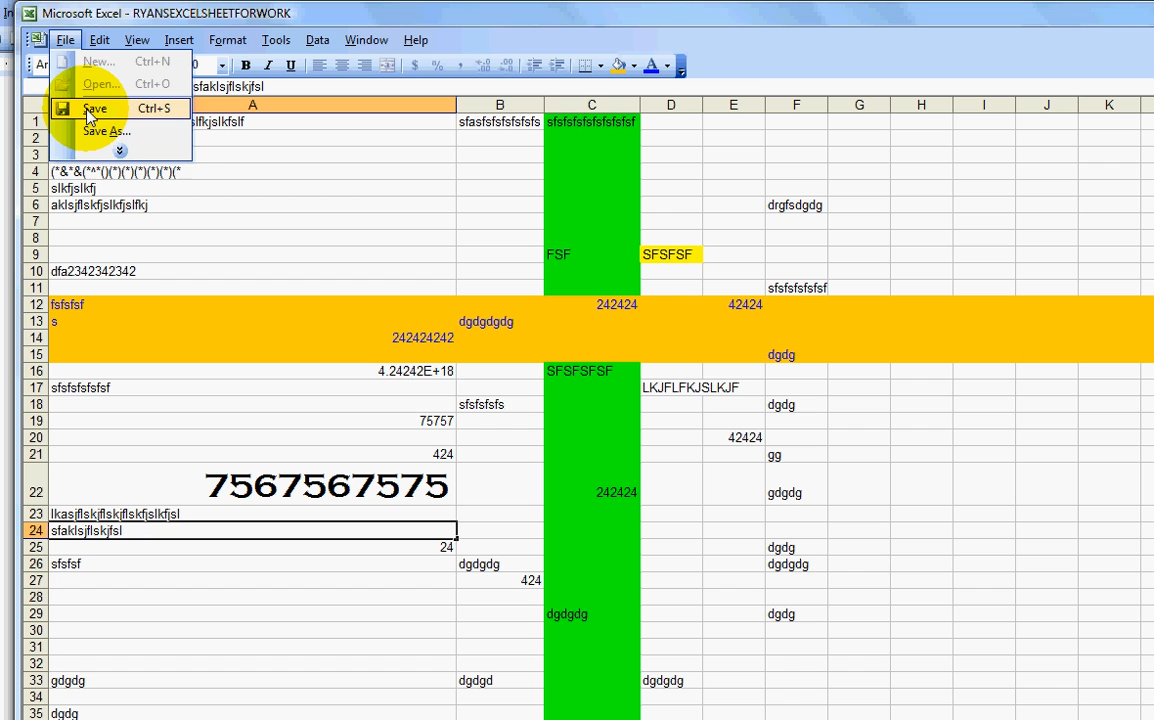 Microsoft Excel - RYANSEXCELSHEETFORWORK
File Edit View Insert Format Tools Data Window Help
Ar 0 B I U $ % , A
New... Ctrl+N
Open... Ctrl+O
sfaklsjflskjfsl
Save Ctrl+S
Save As...
A B C D E F G H I J K
1 slfkjslkfslf sfasfsfsfsfsfs sfsfsfsfsfsfsfsf
2
3
4 (*&*&(*^*()(*)(*)(*)(*)(*)(*
5 slkfjslkfj
6 aklsjflskfjslkfjslfkj drgfsdgdg
7
8
9 FSF SFSFSF
10 dfa2342342342
11 sfsfsfsfsfsf
12 fsfsfsf 242424 42424
13 s dgdgdgdg
14 242424242
15 dgdg
16 4.24242E+18 SFSFSFSF
17 sfsfsfsfsfsf LKJFLFKJSLKJF
18 sfsfsfsfs dgdg
19 75757
20 42424
21 424 gg
22 7567567575 242424 gdgdg
23 lkasjflskjflskjflskfjslkfjsl
24 sfaklsjflskjfsl
25 24 dgdg
26 sfsfsf dgdgdg dgdgdg
27 424
28
29 dgdgdg dgdg
30
31
32
33 gdgdg dgdgd dgdgdg
34
35 dgdg